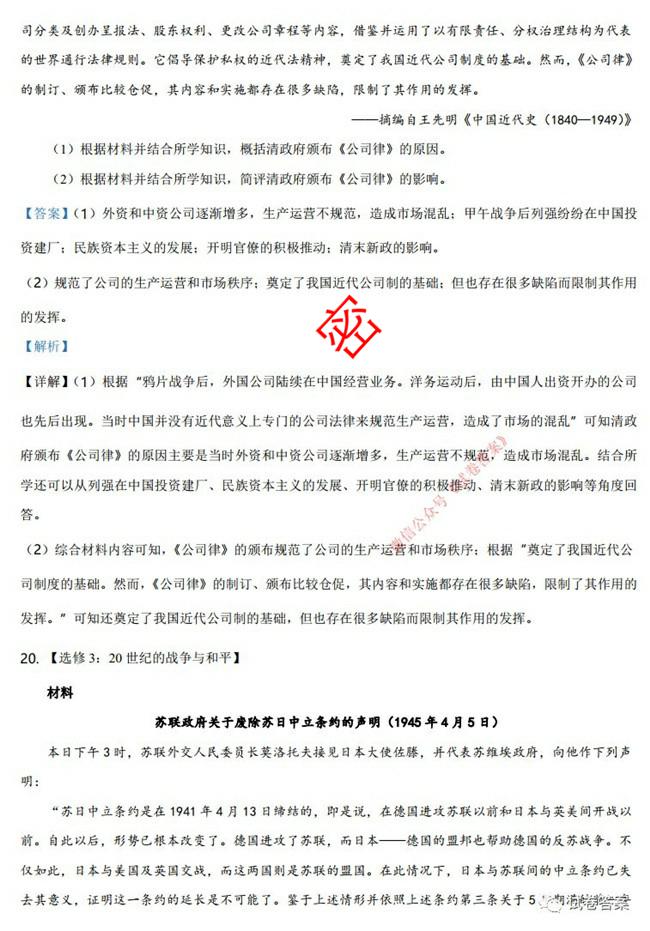 司分类及创办呈报法、股东权利、更改公司章程等内容，借鉴并运用了以有限责任、分权治理结构为代表
的世界通行法律规则。它倡导保护私权的近代法精神，奠定了我国近代公司制度的基础。然而，《公司律》
的制订、颁布比较仓促，其内容和实施都存在很多缺陷，限制了其作用的发挥。
——摘编自王先明《中国近代史（1840—1949）》
（1）根据材料并结合所学知识，概括清政府颁布《公司律》的原因。
（2）根据材料并结合所学知识，简评清政府颁布《公司律》的影响。
【答案】（1）外资和中资公司逐渐增多，生产运营不规范，造成市场混乱；甲午战争后列强纷纷在中国投
资建厂；民族资本主义的发展；开明官僚的积极推动；清末新政的影响。
（2）规范了公司的生产运营和市场秩序；奠定了我国近代公司制的基础；但也存在很多缺陷而限制其作用
的发挥。
密
【解析】
【详解】（1）根据“鸦片战争后，外国公司陆续在中国经营业务。洋务运动后，由中国人出资开办的公司
也先后出现。当时中国并没有近代意义上专门的公司法律来规范生产运营，造成了市场的混乱”可知清政
府颁布《公司律》的原因主要是当时外资和中资公司逐渐增多，生产运营不规范，造成市场混乱。结合所
学还可以从列强在中国投资建厂、民族资本主义的发展、开明官僚的积极推动、清末新政的影响等角度回
答。
微信公众号《试卷答案》
（2）综合材料内容可知，《公司律》的颁布规范了公司的生产运营和市场秩序；根据“奠定了我国近代公
司制度的基础。然而，《公司律》的制订、颁布比较仓促，其内容和实施都存在很多缺陷，限制了其作用的
发挥。”可知还奠定了我国近代公司制的基础，但也存在很多缺陷而限制其作用的发挥。
20. 【选修 3：20 世纪的战争与和平】
材料
苏联政府关于废除苏日中立条约的声明（1945 年 4 月 5 日）
本日下午 3 时，苏联外交人民委员长莫洛托夫接见日本大使佐藤，并代表苏维埃政府，向他作下列声
明：
“苏日中立条约是在 1941 年 4 月 13 日缔结的，即是说，在德国进攻苏联以前和日本与英美间开战以
前。自此以后，形势已根本改变了。德国进攻了苏联，而日本——德国的盟邦也帮助德国的反苏战争。不
仅如此，日本与美国及英国交战，而这两国则是苏联的盟国。在此情况下，日本与苏联间的中立条约已失
去其意义，证明这一条约的延长是不可能了。鉴于上述情形并依照上述条约第三条关于 5
试卷答案